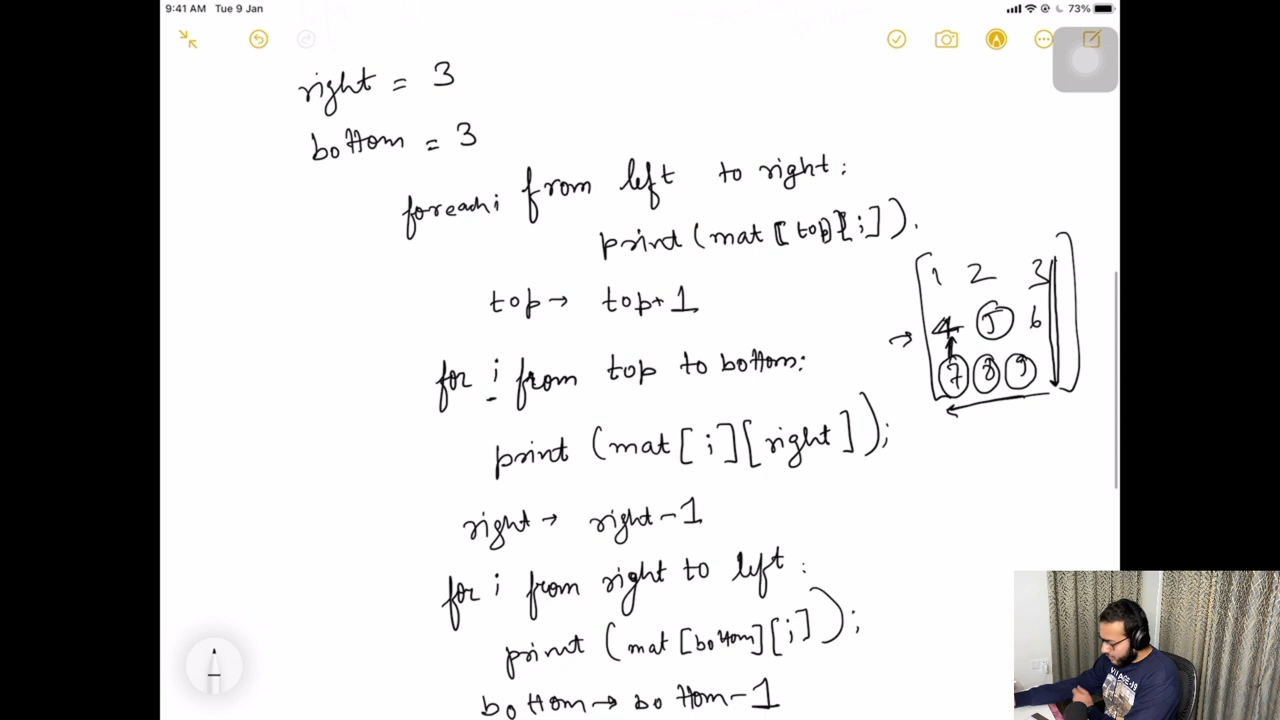 9:41 AM Tue 9 Jan
73%
right = 3
bottom = 3
foreach i from left to right :
print (mat [top][i]).
top → top+1
for i from top to bottom:
print (mat [i][right]);
right → right-1
for i from right to left :
print (mat [bottom][i]);
bottom → bottom-1
1 2 3
→ 4 5 6
7 8 9